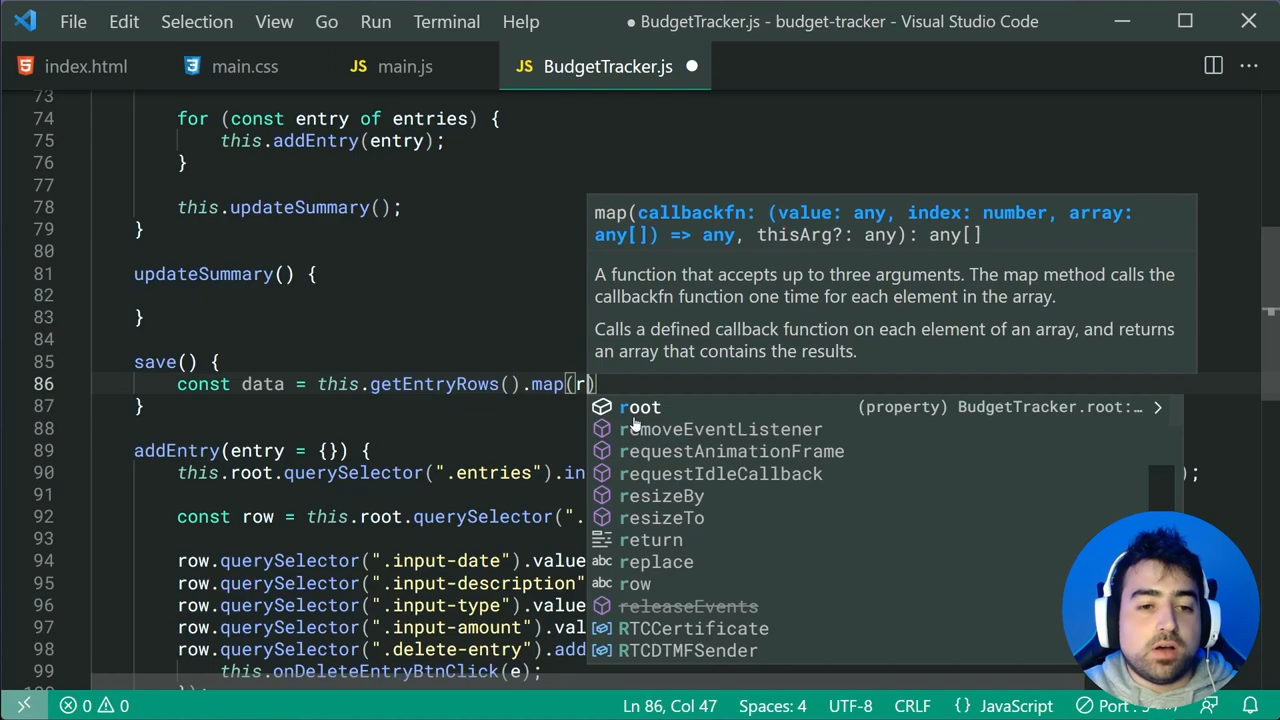 File Edit Selection View Go Run Terminal Help ● BudgetTracker.js - budget-tracker - Visual Studio Code
index.html main.css JS main.js JS BudgetTracker.js
73
74 for (const entry of entries) {
75 this.addEntry(entry);
76 }
77
78 this.updateSummary();
79 }
80
81 updateSummary() {
82
83 }
84
85 save() {
86 const data = this.getEntryRows().map(r)
87 }
88
89 addEntry(entry = {}) {
90 this.root.querySelector(".entries").in );
91
92 const row = this.root.querySelector(".
93
94 row.querySelector(".input-date").value
95 row.querySelector(".input-description"
96 row.querySelector(".input-type").value
97 row.querySelector(".input-amount").val
98 row.querySelector(".delete-entry").add
99 this.onDeleteEntryBtnClick(e);
});
map(callbackfn: (value: any, index: number, array:
any[]) => any, thisArg?: any): any[]
A function that accepts up to three arguments. The map method calls the
callbackfn function one time for each element in the array.
Calls a defined callback function on each element of an array, and returns
an array that contains the results.
root (property) BudgetTracker.root:…
removeEventListener
requestAnimationFrame
requestIdleCallback
resizeBy
resizeTo
return
abc replace
abc row
releaseEvents
RTCCertificate
RTCDTMFSender
0 0 Ln 86, Col 47 Spaces: 4 UTF-8 CRLF {} JavaScript Port :